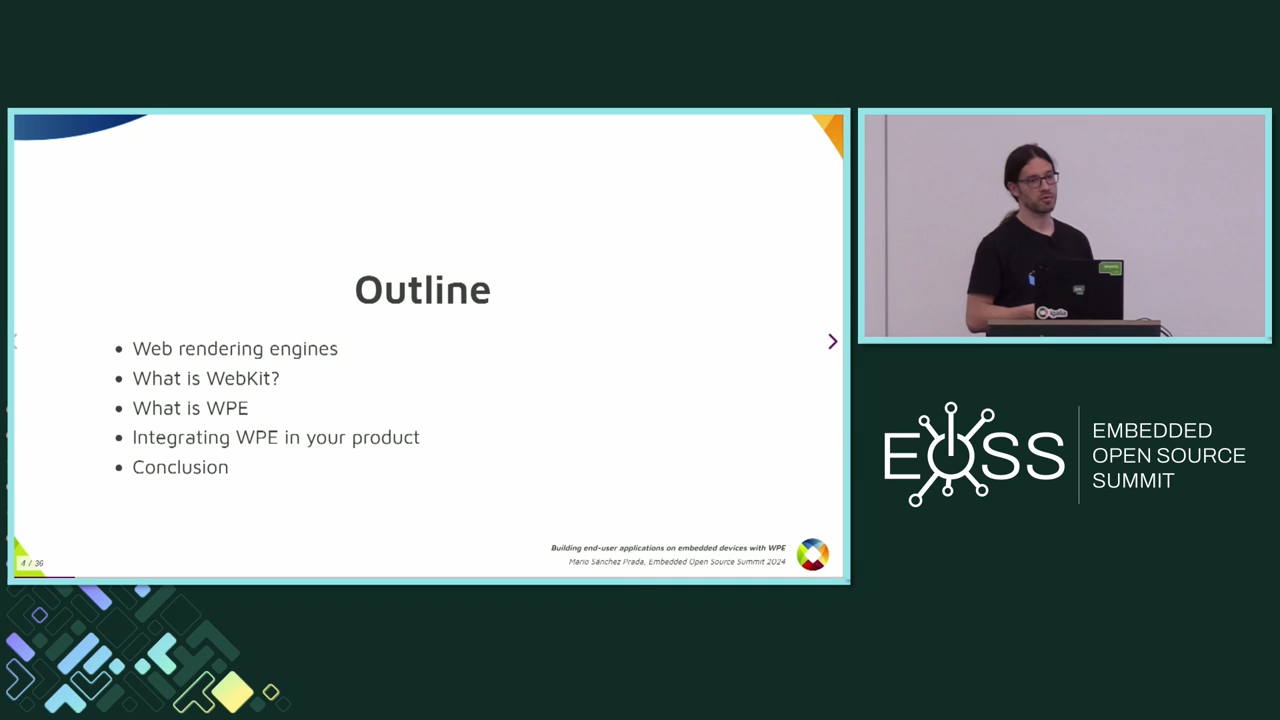 Outline
Web rendering engines
What is WebKit?
What is WPE
Integrating WPE in your product
Conclusion
4 / 36
Building end-user applications on embedded devices with WPE
Mario Sánchez Prada, Embedded Open Source Summit 2024
EOSS
EMBEDDED
OPEN SOURCE
SUMMIT